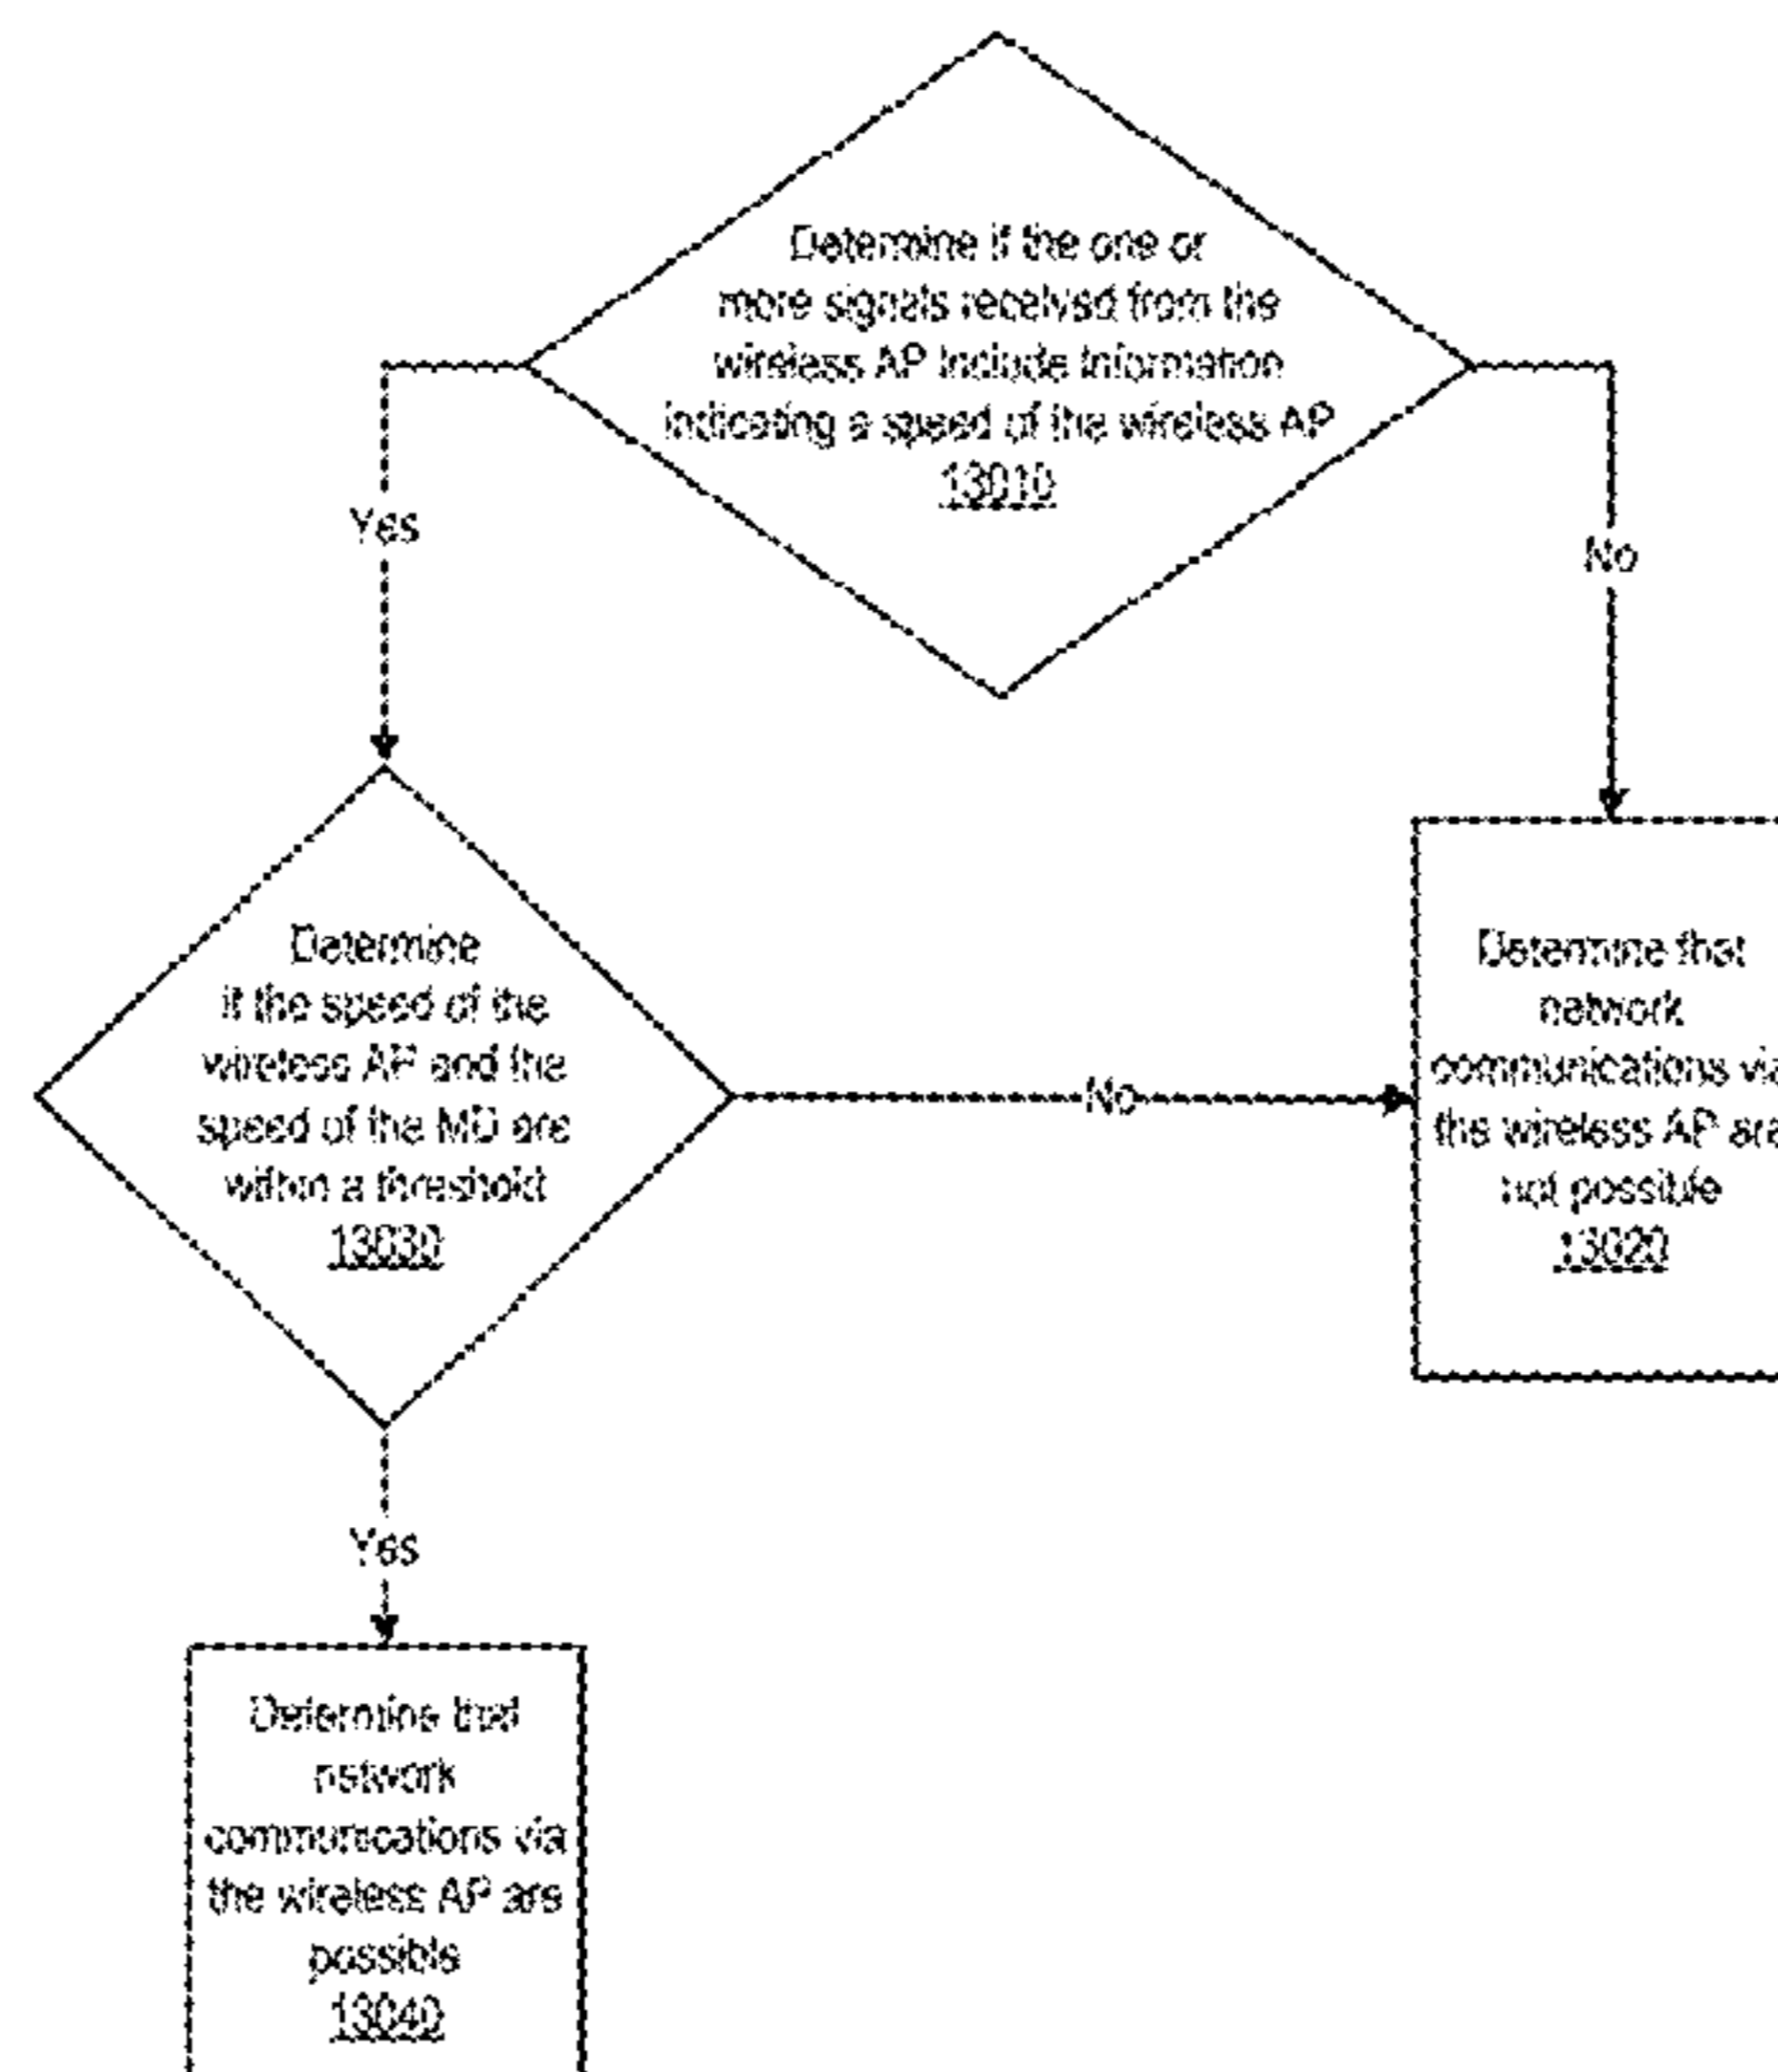 Determine if the one or
more signals received from the
wireless AP include information
indicating a speed of the wireless AP
13010
Yes
No
Determine
if the speed of the
wireless AP and the
speed of the MD are
within a threshold
13030
No
Determine that
network
communications via
the wireless AP are
not possible
13020
Yes
Determine that
network
communications via
the wireless AP are
possible
13040